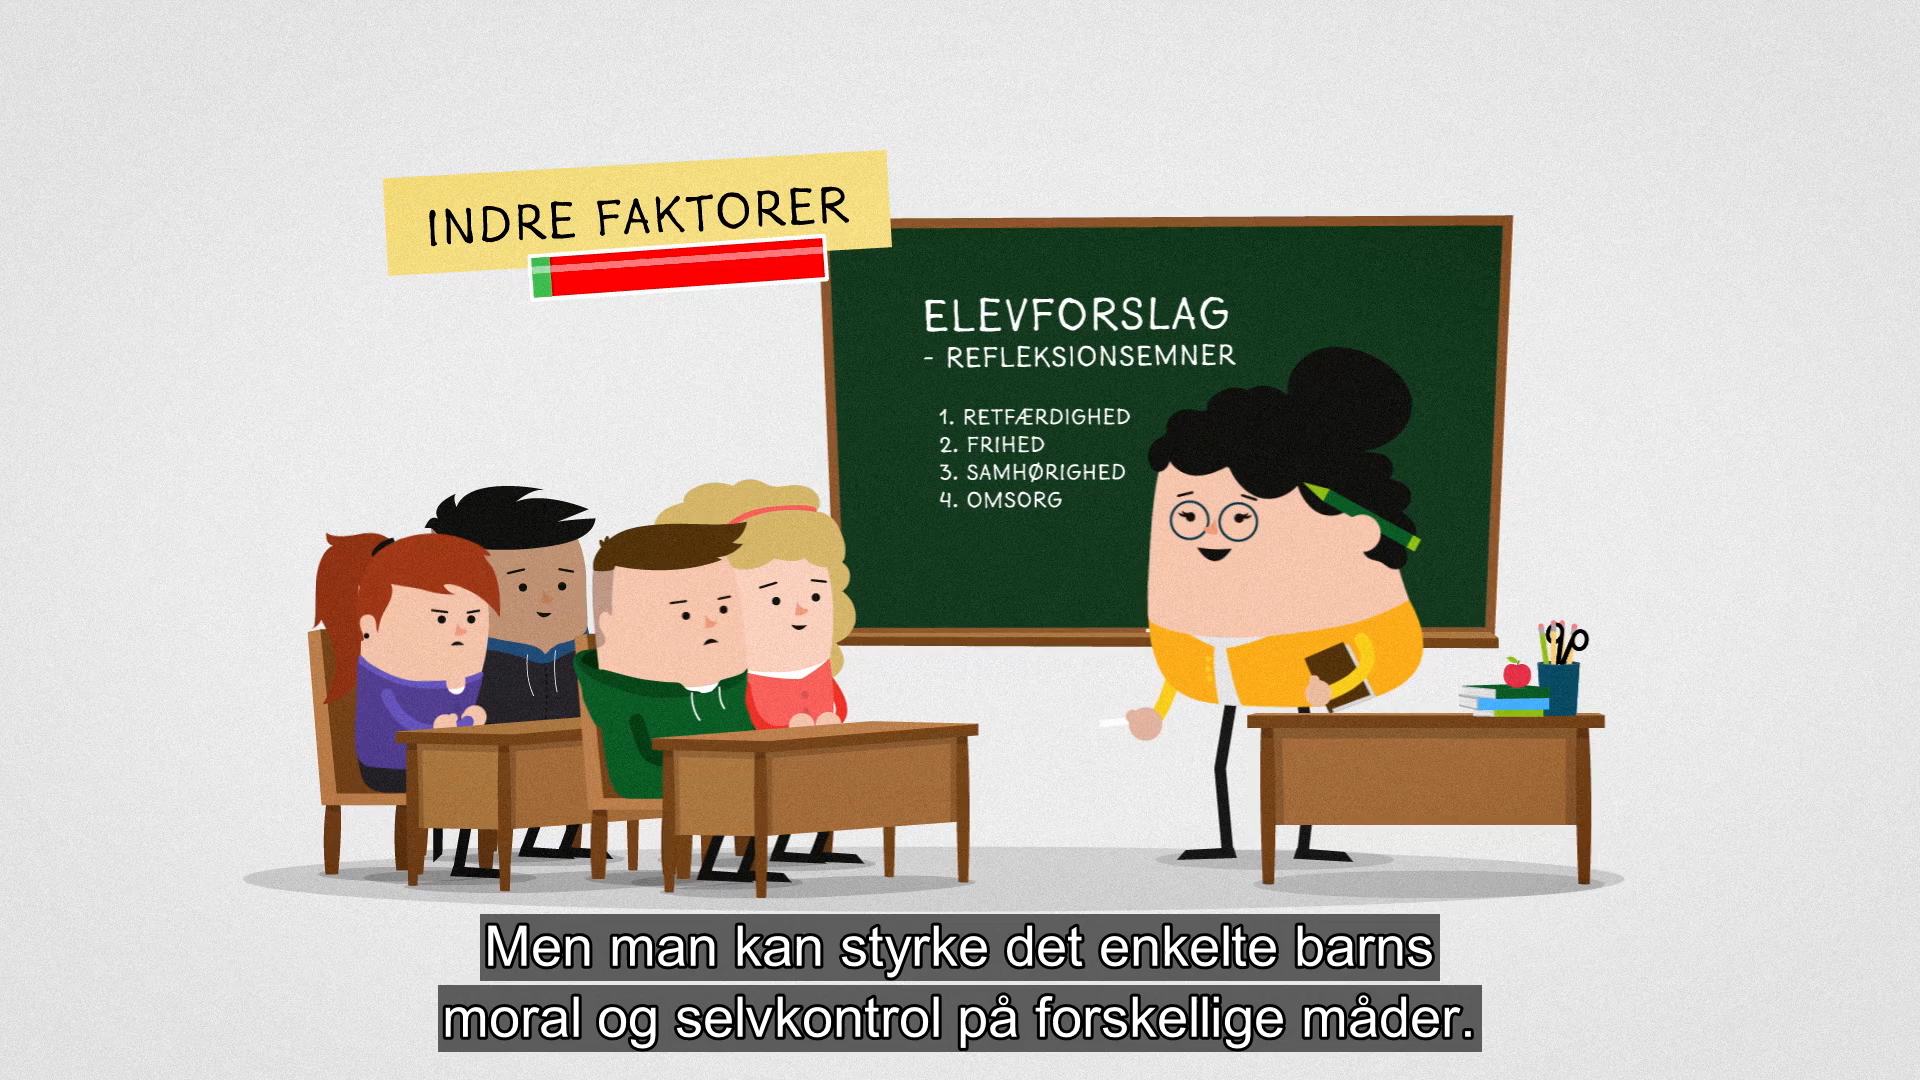 INDRE FAKTORER
ELEVFORSLAG
- REFLEKSIONSEMNER
1. RETFÆRDIGHED
2. FRIHED
3. SAMHØRIGHED
4. OMSORG
Men man kan styrke det enkelte barns
moral og selvkontrol på forskellige måder.